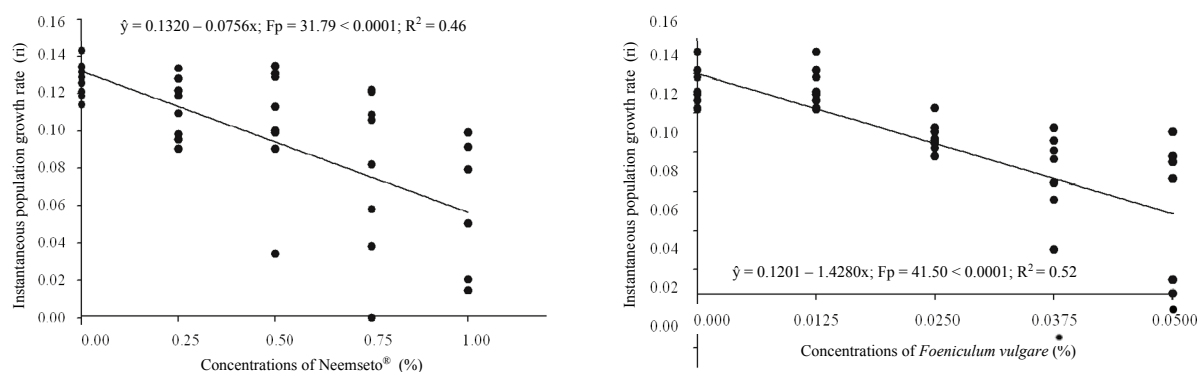 ŷ = 0.1320 – 0.0756x; Fp = 31.79 < 0.0001; R² = 0.46
Instantaneous population growth rate (ri)
0.16
0.14
0.12
0.10
0.08
0.06
0.04
0.02
0.00
0.00 0.25 0.50 0.75 1.00
Concentrations of Neemseto® (%)
Instantaneous population growth rate (ri)
0.16
0.14
0.12
0.10
0.08
0.06
0.04
0.02
0.00
ŷ = 0.1201 – 1.4280x; Fp = 41.50 < 0.0001; R² = 0.52
0.000 0.0125 0.0250 0.0375 0.0500
Concentrations of Foeniculum vulgare (%)